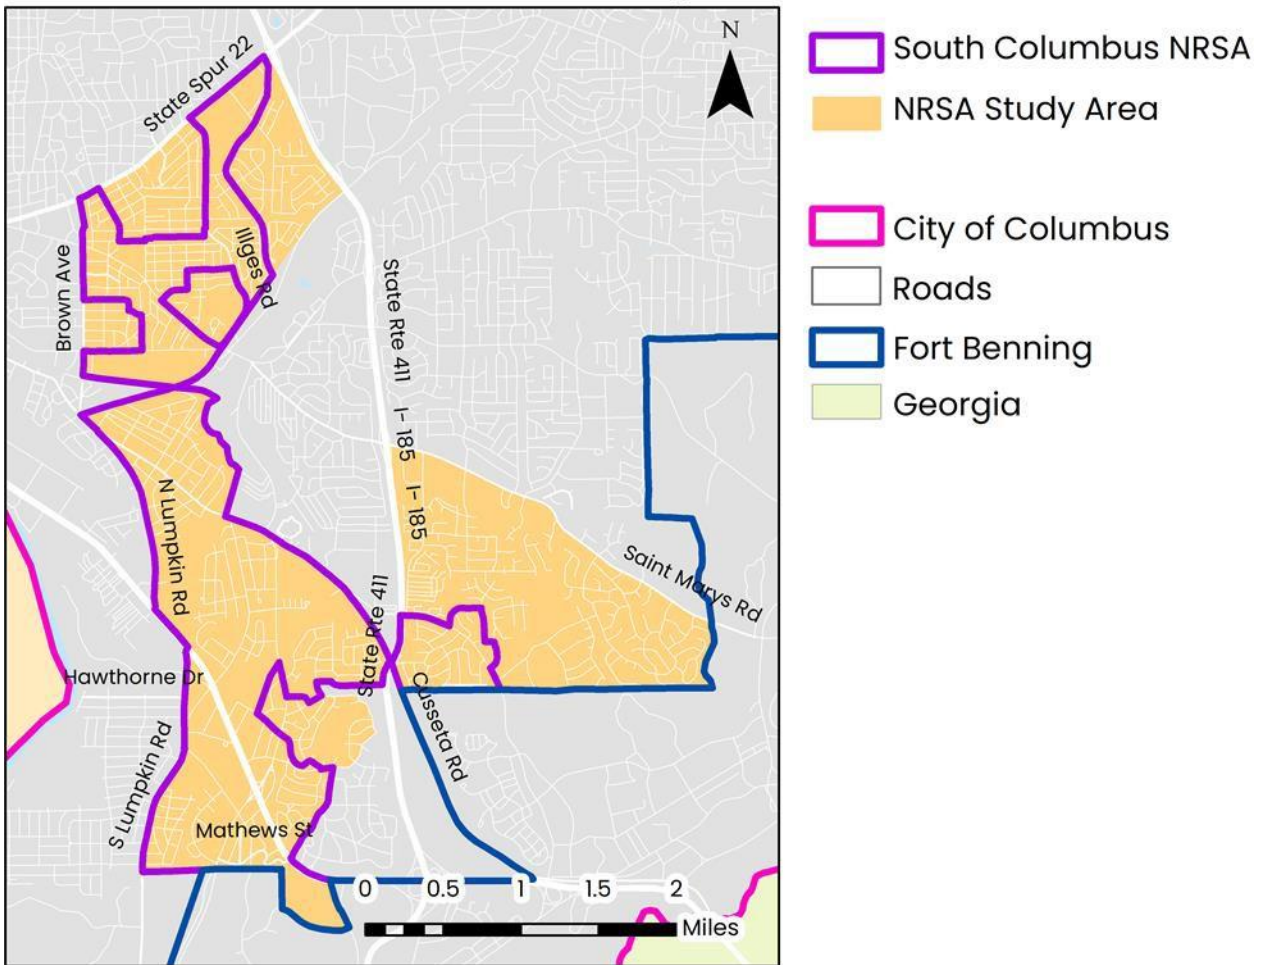 N
State Spur 22
Illges Rd
Brown Ave
State Rte 411
I- 185
I- 185
N Lumpkin Rd
Saint Marys Rd
State Rte 411
Hawthorne Dr
Cusseta Rd
S Lumpkin Rd
Mathews St
0 0.5 1 1.5 2
Miles
South Columbus NRSA
NRSA Study Area
City of Columbus
Roads
Fort Benning
Georgia